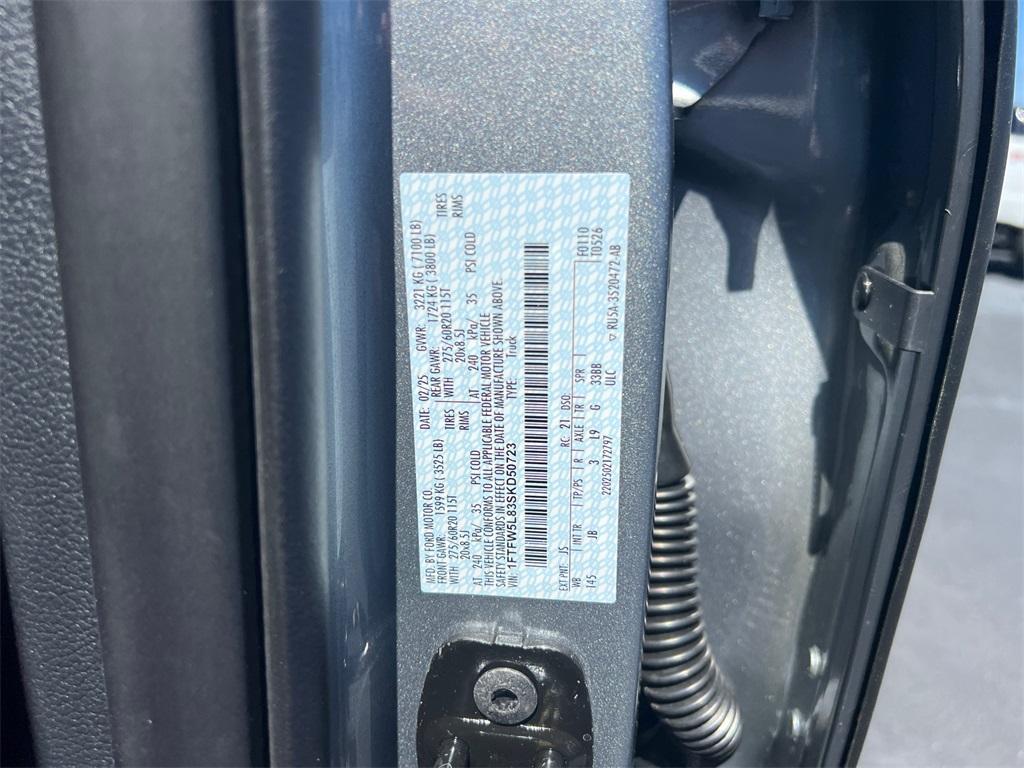 MFD. BY FORD MOTOR CO. DATE: 02/25 GVWR: 3221 KG ( 7100 LB)
FRONT GAWR: 1599 KG ( 3525 LB) REAR GAWR: 1724 KG ( 3800 LB)
WITH 275/60R20 115T TIRES WITH 275/60R20 115T TIRES
20x8.5J RIMS 20x8.5J RIMS
AT 240 kPa/ 35 PSI COLD AT 240 kPa/ 35 PSI COLD
THIS VEHICLE CONFORMS TO ALL APPLICABLE FEDERAL MOTOR VEHICLE
SAFETY STANDARDS IN EFFECT ON THE DATE OF MANUFACTURE SHOWN ABOVE.
VIN: 1FTFW5L83SKD50723 TYPE: Truck
EXT PNT: JS RC: 21 DSO: F0110
WB INT TR TP/PS R AXLE TR SPR T0526
145 JB 3 L9 G 33BB
2202502172797 ULC ▽ RU5A-3520472-AB